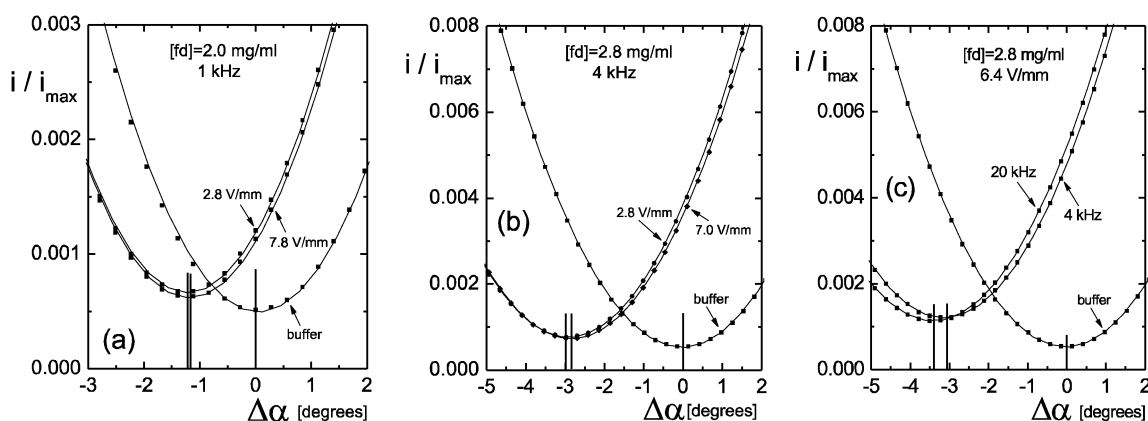 0.003
0.002
0.001
0.000
i / i max
[fd]=2.0 mg/ml
1 kHz
2.8 V/mm
7.8 V/mm
buffer
(a)
-3 -2 -1 0 1 2
Δα [degrees]
0.008
0.006
0.004
0.002
0.000
i / i max
[fd]=2.8 mg/ml
4 kHz
(b)
2.8 V/mm
7.0 V/mm
buffer
-5 -4 -3 -2 -1 0 1 2
Δα [degrees]
0.008
0.006
0.004
0.002
0.000
i / i max
[fd]=2.8 mg/ml
6.4 V/mm
(c)
20 kHz
4 kHz
buffer
-5 -4 -3 -2 -1 0 1 2
Δα [degrees]